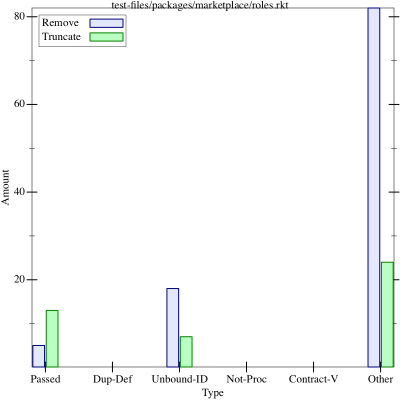 test-files/packages/marketplace/roles.rkt
Remove
Truncate
80
60
40
20
Amount
Passed Dup-Def Unbound-ID Not-Proc Contract-V Other
Type